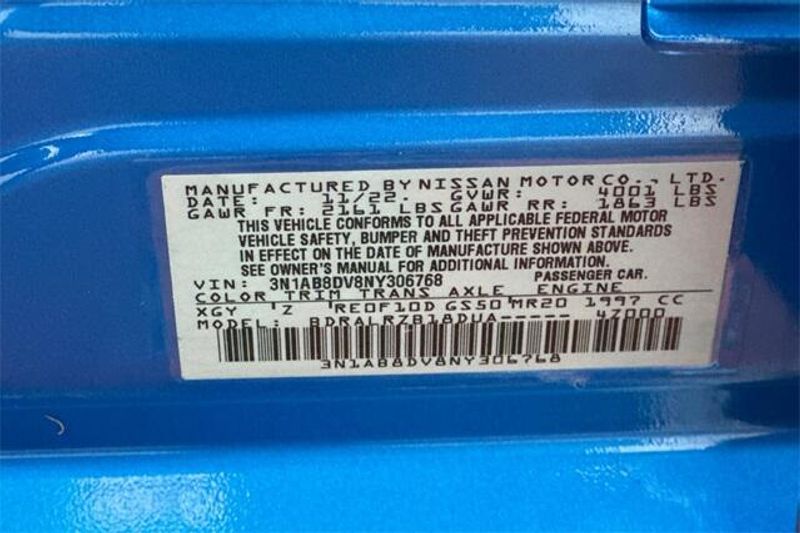 MANUFACTURED BY NISSAN MOTOR CO., LTD.
DATE: 11/22. GVWR: 4001 LBS
GAWR FR: 2161 LBS GAWR RR: 1863 LBS
THIS VEHICLE CONFORMS TO ALL APPLICABLE FEDERAL MOTOR
VEHICLE SAFETY, BUMPER AND THEFT PREVENTION STANDARDS
IN EFFECT ON THE DATE OF MANUFACTURE SHOWN ABOVE.
SEE OWNER'S MANUAL FOR ADDITIONAL INFORMATION.
VIN: 3N1AB8DV8NY306768 PASSENGER CAR.
COLOR TRIM TRANS AXLE ENGINE
XGY Z RE0F10D GS50 MR20 1997 CC
MODEL: BDRALRZB18DUA----- 4Z000
3N1AB8DV8NY306768